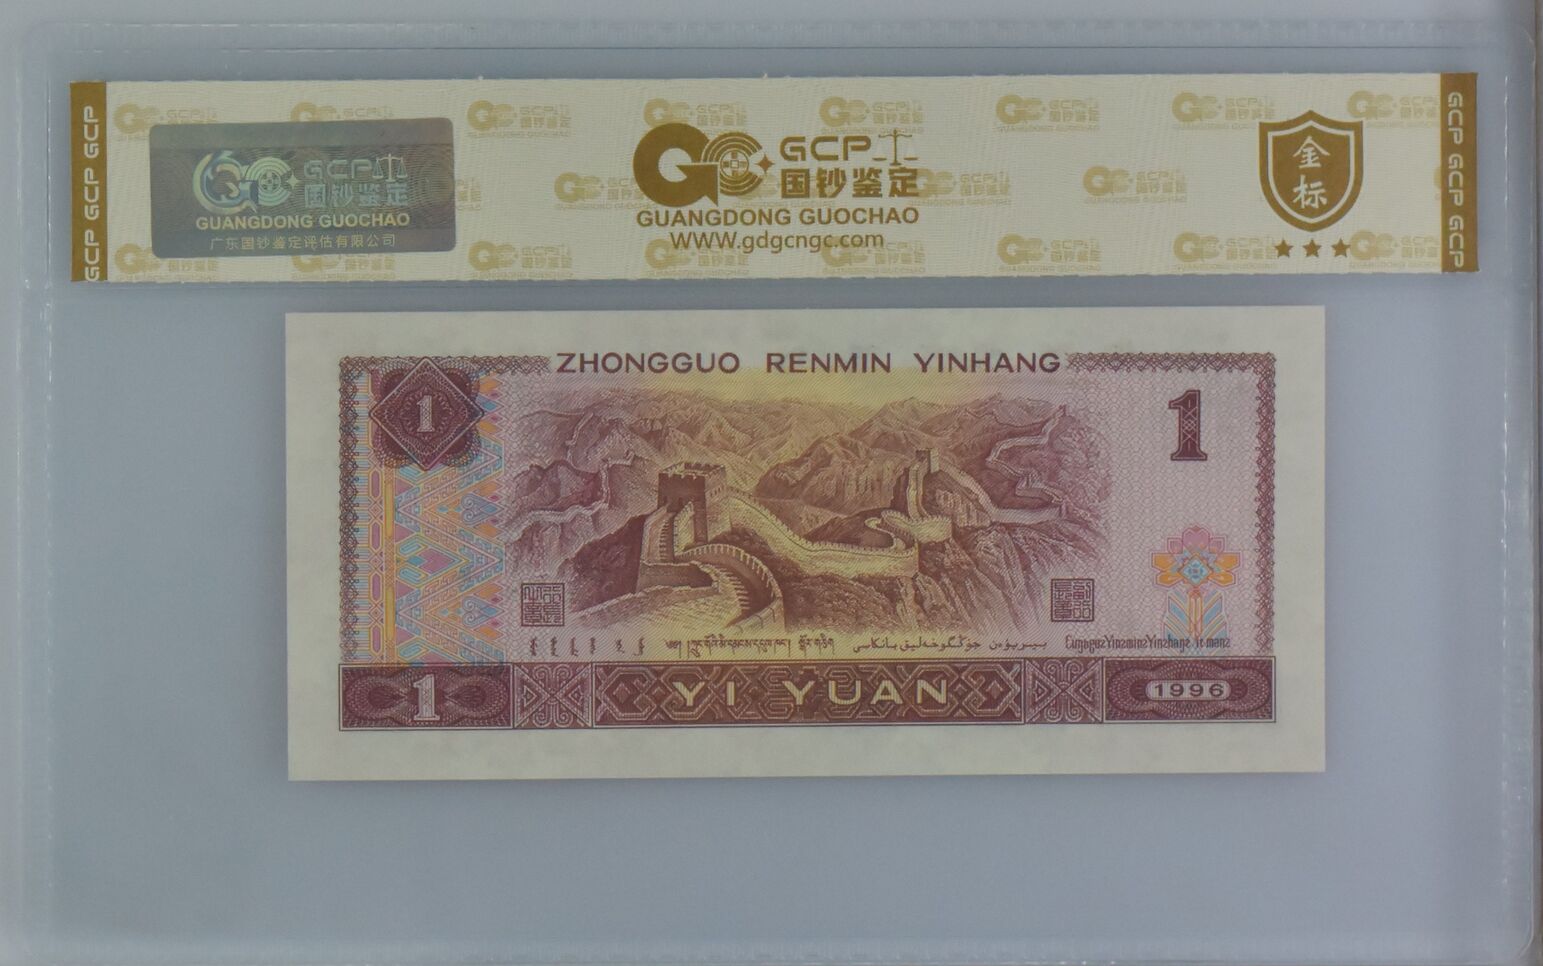 GCP GCP
GCP
国钞鉴定
GUANGDONG GUOCHAO
广东国钞鉴定评估有限公司
GCP
国钞鉴定
GUANGDONG GUOCHAO
WWW.gdgcngc.com
金
标
GCP GCP GCP
ZHONGGUO RENMIN YINHANG
1
1
YI YUAN
1
1996